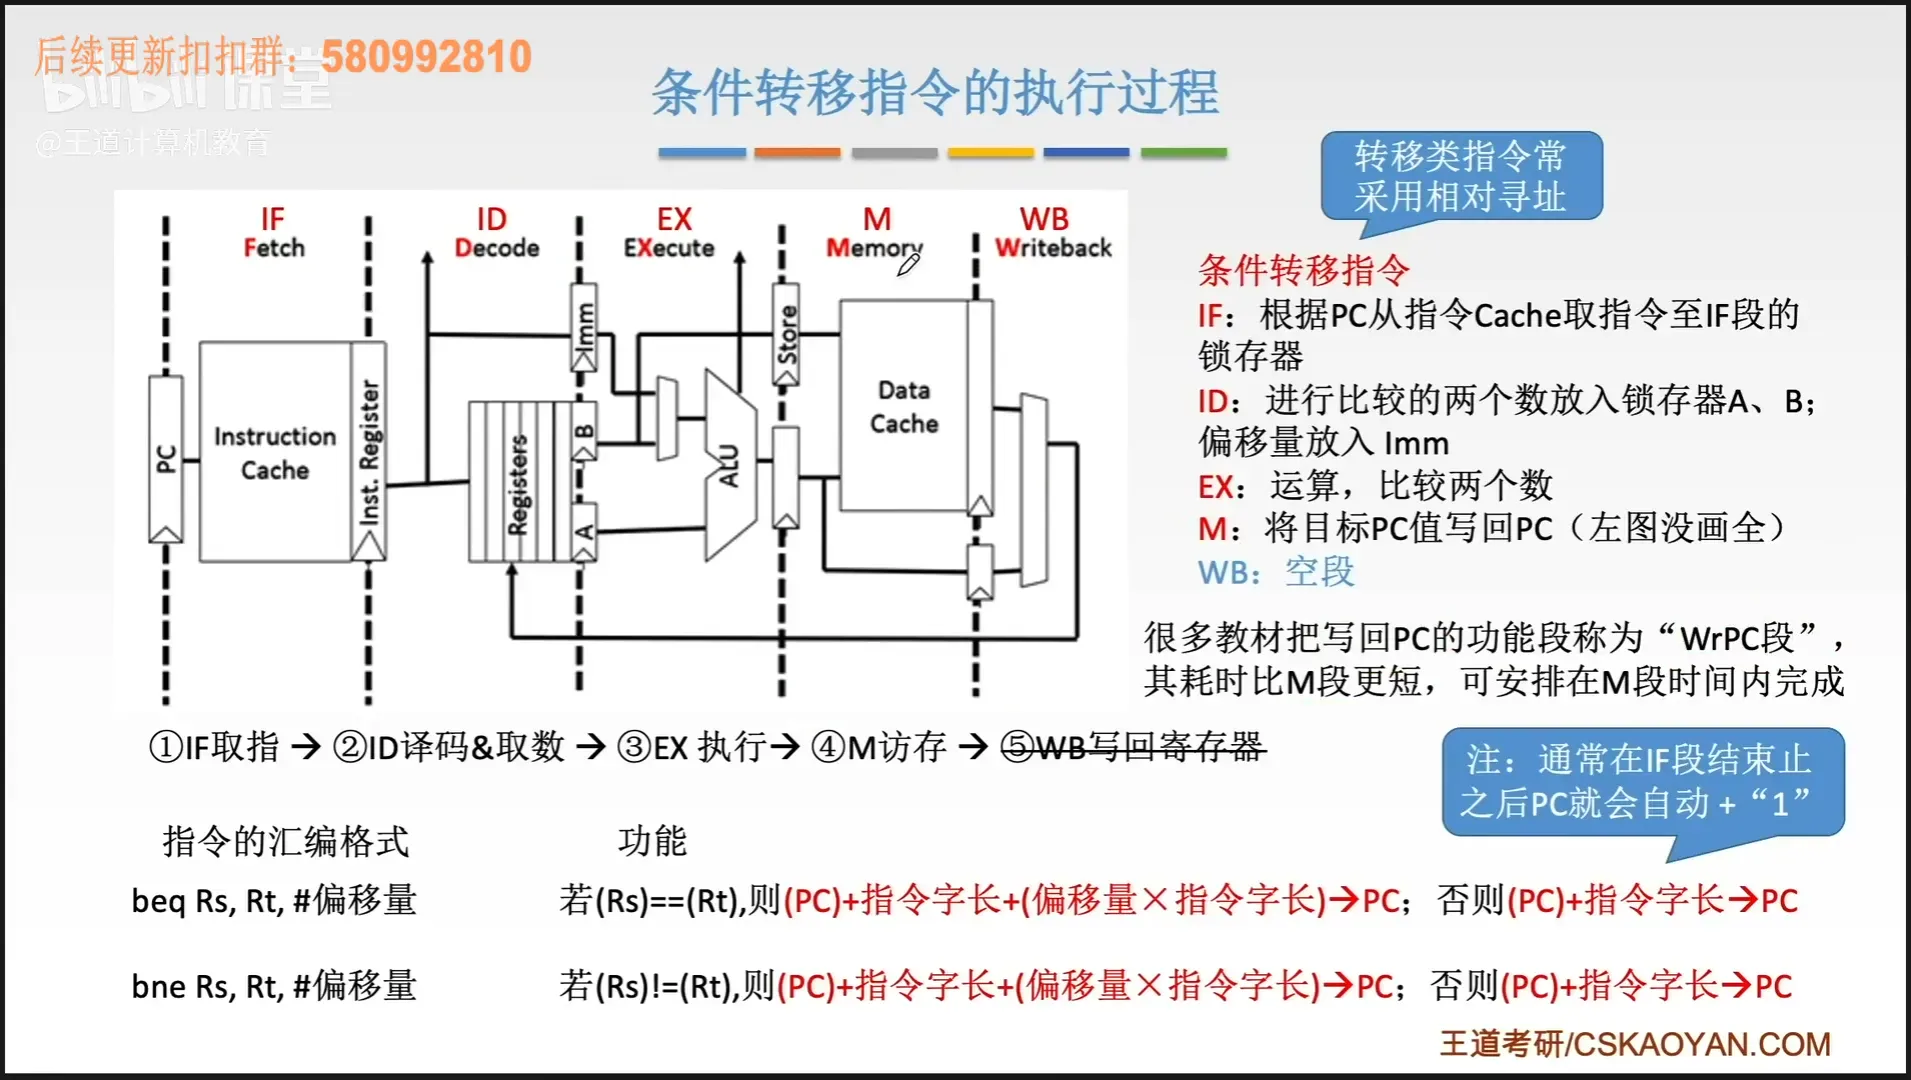 后续更新扣扣群：580992810
bilibili 课堂
@王道计算机教育
条件转移指令的执行过程
转移类指令常
采用相对寻址
IF
Fetch
ID
Decode
EX
EXecute
M
Memory
WB
Writeback
PC
Instruction
Cache
Inst. Register
Registers
Imm
B
A
ALU
Store
Data
Cache
条件转移指令
IF：根据PC从指令Cache取指令至IF段的
锁存器
ID：进行比较的两个数放入锁存器A、B；
偏移量放入 Imm
EX：运算，比较两个数
M：将目标PC值写回PC（左图没画全）
WB：空段
很多教材把写回PC的功能段称为“WrPC段”，
其耗时比M段更短，可安排在M段时间内完成
①IF取指 → ②ID译码&取数 → ③EX 执行→ ④M访存 → ⑤WB写回寄存器
注：通常在IF段结束止
之后PC就会自动 +“1”
指令的汇编格式 功能
beq Rs, Rt, #偏移量 若(Rs)==(Rt),则(PC)+指令字长+(偏移量×指令字长)→PC；否则(PC)+指令字长→PC
bne Rs, Rt, #偏移量 若(Rs)!=(Rt),则(PC)+指令字长+(偏移量×指令字长)→PC；否则(PC)+指令字长→PC
王道考研/CSKAOYAN.COM